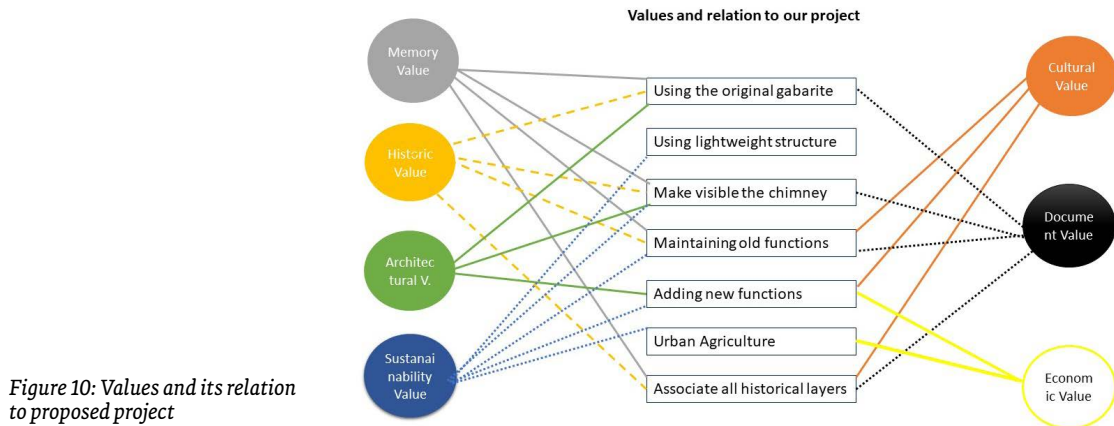 Values and relation to our project
Memory
Value
Historic
Value
Architec
tural V.
Sustanai
nability
Value
Using the original gabarite
Using lightweight structure
Make visible the chimney
Maintaining old functions
Adding new functions
Urban Agriculture
Associate all historical layers
Cultural
Value
Docume
nt Value
Econom
ic Value
Figure 10: Values and its relation
to proposed project